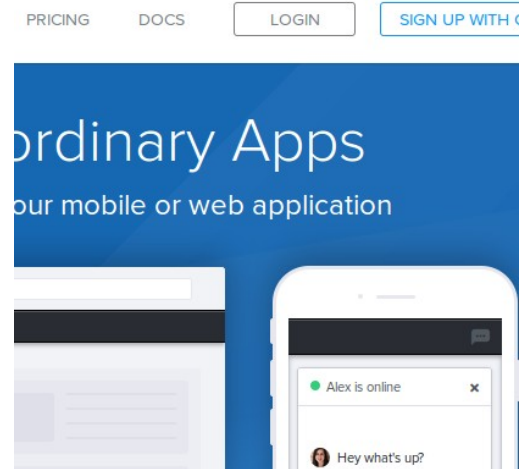 PRICING DOCS LOGIN SIGN UP WITH
ordinary Apps
our mobile or web application
Alex is online ×
Hey what's up?